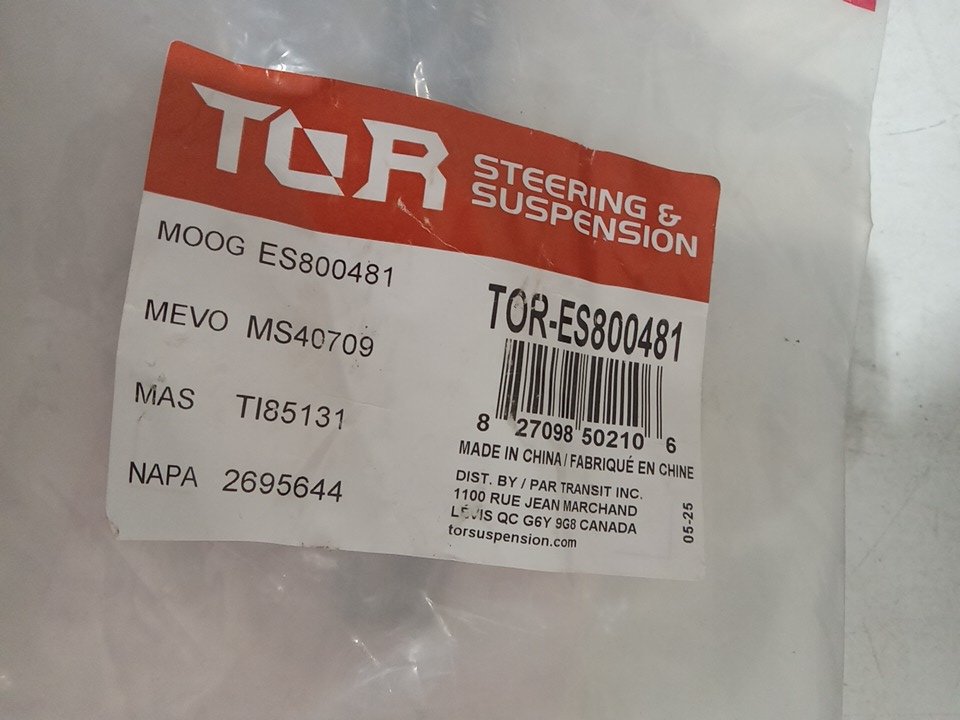 TOR
STEERING &
SUSPENSION
MOOG ES800481
MEVO MS40709
MAS TI85131
NAPA 2695644
TOR-ES800481
8 27098 50210 6
MADE IN CHINA / FABRIQUÉ EN CHINE
DIST. BY / PAR TRANSIT INC.
1100 RUE JEAN MARCHAND
LÉVIS QC G6Y 9G8 CANADA
torsuspension.com
05-25